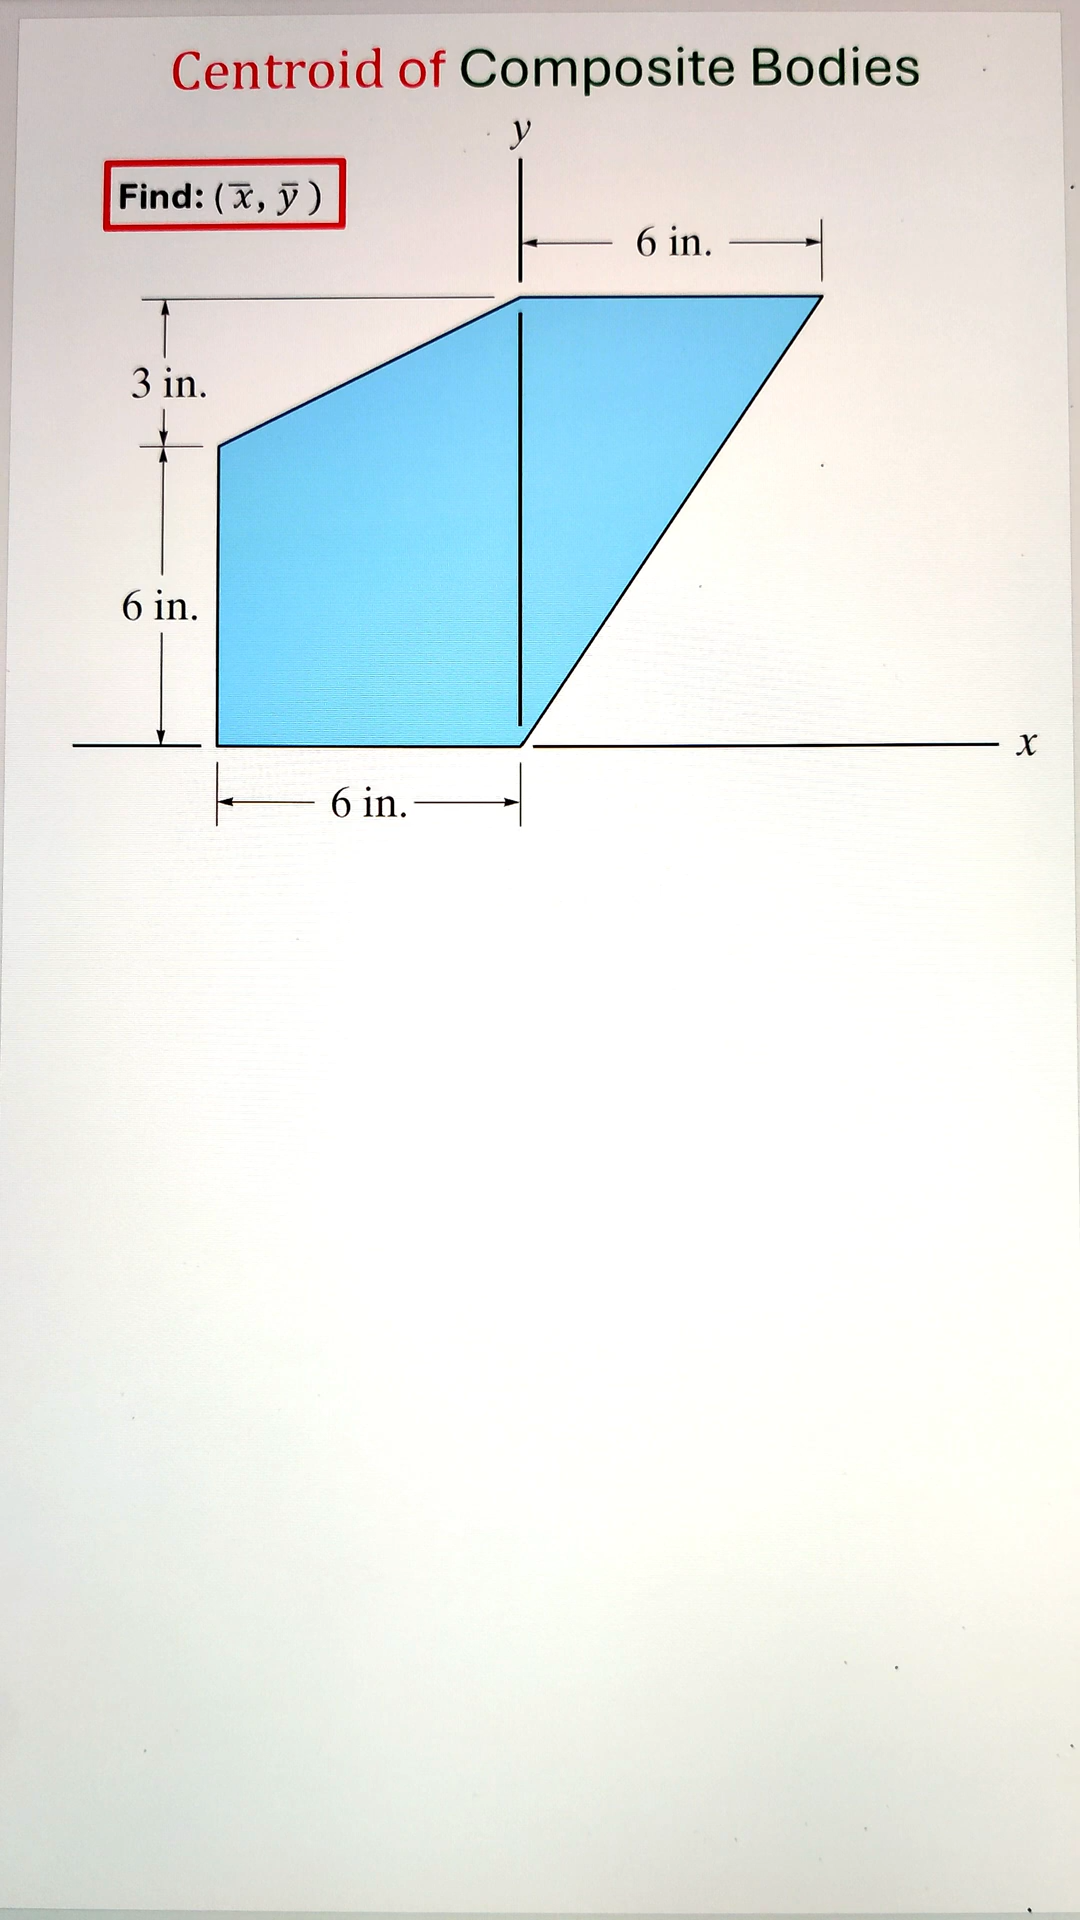 Centroid of Composite Bodies
y
Find: (x̅, y̅)
6 in.
3 in.
6 in.
x
6 in.